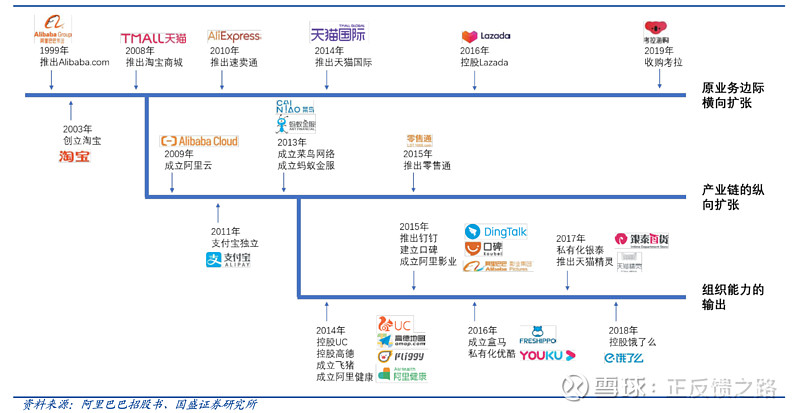 Alibaba Group
TMALL天猫
AliExpress
天猫国际
Lazada
考拉海购
1999年
推出Alibaba.com
2008年
推出淘宝商城
2010年
推出速卖通
2014年
推出天猫国际
2016年
控股Lazada
2019年
收购考拉
原业务边际
横向扩张
2003年
创立淘宝
淘宝
Alibaba Cloud
CAI
NIAO 菜鸟
蚂蚁金服
零售通
2009年
成立阿里云
2013年
成立菜鸟网络
成立蚂蚁金服
2015年
推出零售通
产业链的纵
向扩张
2011年
支付宝独立
支付宝
ALIPAY
2015年
推出钉钉
建立口碑
成立阿里影业
DingTalk
口碑
koubei
2017年
私有化银泰
推出天猫精灵
银泰百货
天猫精灵
组织能力的
输出
2014年
控股UC
控股高德
成立飞猪
成立阿里健康
UC
高德地图
amap.com
Fliggy
阿里健康
2016年
成立盒马
私有化优酷
FRESHIPPO
YOUKU
2018年
控股饿了么
饿了么
资料来源：阿里巴巴招股书、国盛证券研究所
雪球：正反馈之路